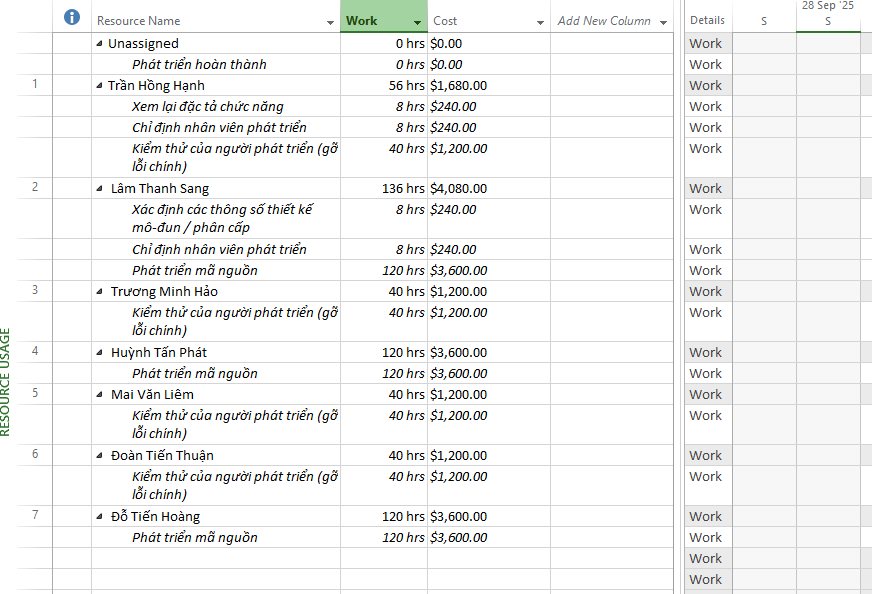 28 Sep '25
Resource Name Work Cost Add New Column Details S S
Unassigned 0 hrs $0.00 Work
Phát triển hoàn thành 0 hrs $0.00 Work
1 Trần Hồng Hạnh 56 hrs $1,680.00 Work
Xem lại đặc tả chức năng 8 hrs $240.00 Work
Chỉ định nhân viên phát triển 8 hrs $240.00 Work
Kiểm thử của người phát triển (gỡ 40 hrs $1,200.00 Work
lỗi chính)
2 Lâm Thanh Sang 136 hrs $4,080.00 Work
Xác định các thông số thiết kế 8 hrs $240.00 Work
mô-đun / phân cấp
Chỉ định nhân viên phát triển 8 hrs $240.00 Work
Phát triển mã nguồn 120 hrs $3,600.00 Work
3 Trương Minh Hảo 40 hrs $1,200.00 Work
Kiểm thử của người phát triển (gỡ 40 hrs $1,200.00 Work
lỗi chính)
4 Huỳnh Tấn Phát 120 hrs $3,600.00 Work
Phát triển mã nguồn 120 hrs $3,600.00 Work
5 Mai Văn Liêm 40 hrs $1,200.00 Work
Kiểm thử của người phát triển (gỡ 40 hrs $1,200.00 Work
lỗi chính)
6 Đoàn Tiến Thuận 40 hrs $1,200.00 Work
Kiểm thử của người phát triển (gỡ 40 hrs $1,200.00 Work
lỗi chính)
7 Đỗ Tiến Hoàng 120 hrs $3,600.00 Work
Phát triển mã nguồn 120 hrs $3,600.00 Work
Work
Work
RESOURCE USAGE